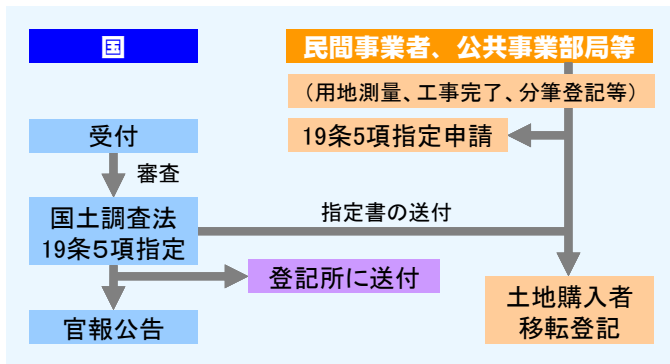 国
民間事業者、公共事業部局等
（用地測量、工事完了、分筆登記等）
受付
19条5項指定申請
審査
国土調査法
19条５項指定
指定書の送付
登記所に送付
官報公告
土地購入者
移転登記